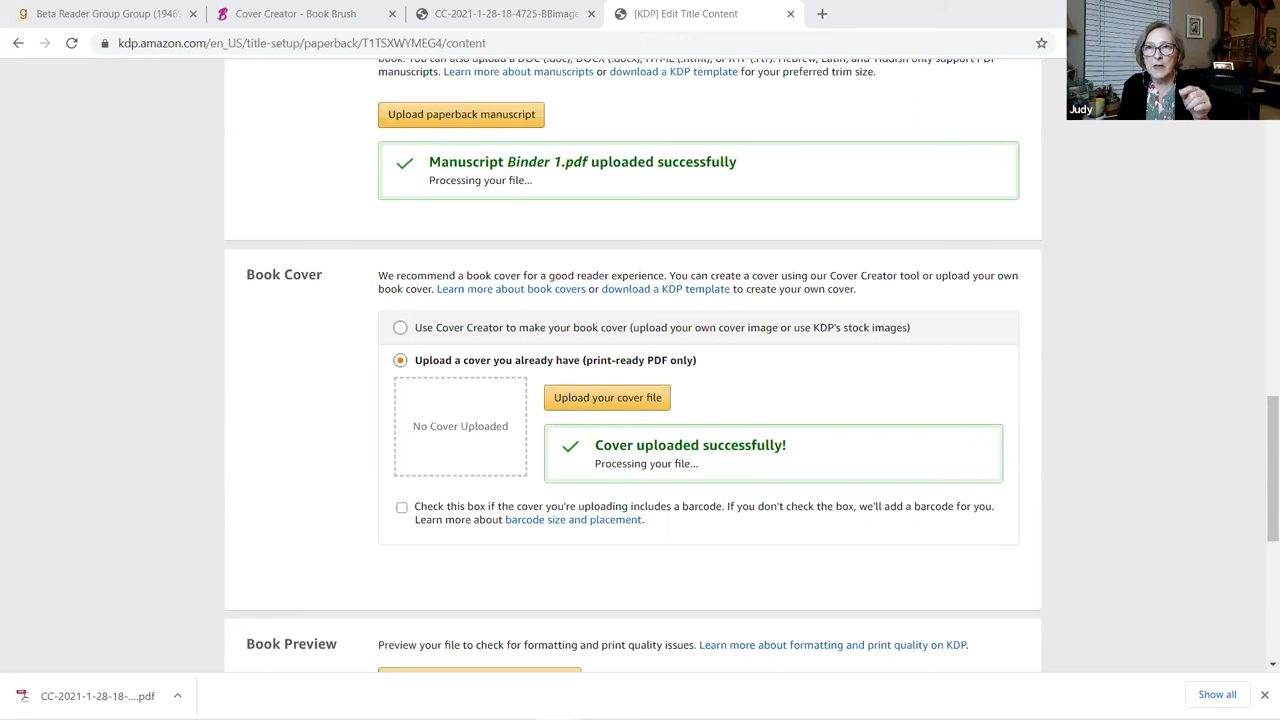 Beta Reader Group Group (1946
Cover Creator - Book Brush
CC-2021-1-28-18-4725-BBimage
[KDP] Edit Title Content
kdp.amazon.com/en_US/title-setup/paperback/T1TSXWYMEG4/content
Judy
manuscripts. Learn more about manuscripts or download a KDP template for your preferred trim size.
Upload paperback manuscript
Manuscript Binder 1.pdf uploaded successfully
Processing your file...
Book Cover
We recommend a book cover for a good reader experience. You can create a cover using our Cover Creator tool or upload your own
book cover. Learn more about book covers or download a KDP template to create your own cover.
Use Cover Creator to make your book cover (upload your own cover image or use KDP's stock images)
Upload a cover you already have (print-ready PDF only)
No Cover Uploaded
Upload your cover file
Cover uploaded successfully!
Processing your file...
Check this box if the cover you're uploading includes a barcode. If you don't check the box, we'll add a barcode for you.
Learn more about barcode size and placement.
Book Preview
Preview your file to check for formatting and print quality issues. Learn more about formatting and print quality on KDP.
CC-2021-1-28-18-....pdf
Show all